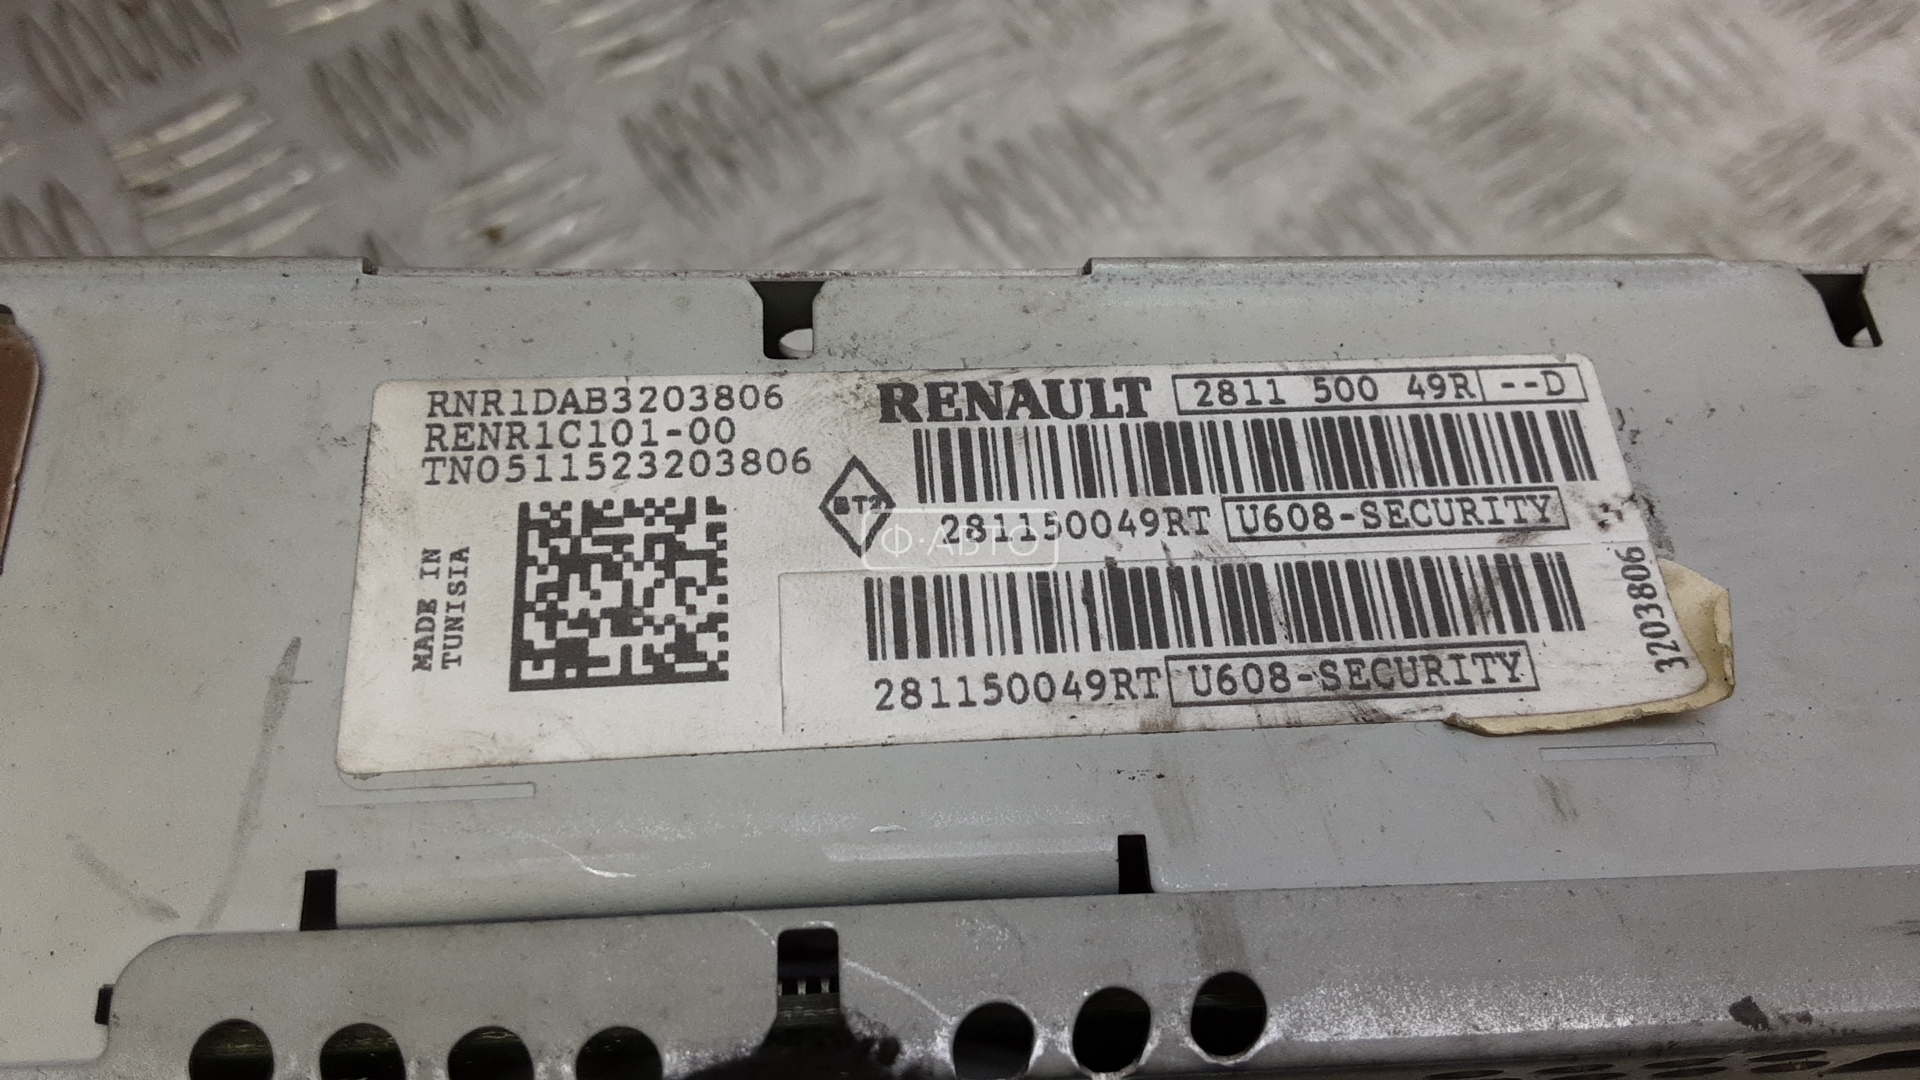 RNR1DAB3203806
RENR1C101-00
TN0511523203806
MADE IN
TUNISIA
RENAULT 2811 500 49R --D
281150049RT U608-SECURITY
Ф·АВТО
281150049RT U608-SECURITY
3203806